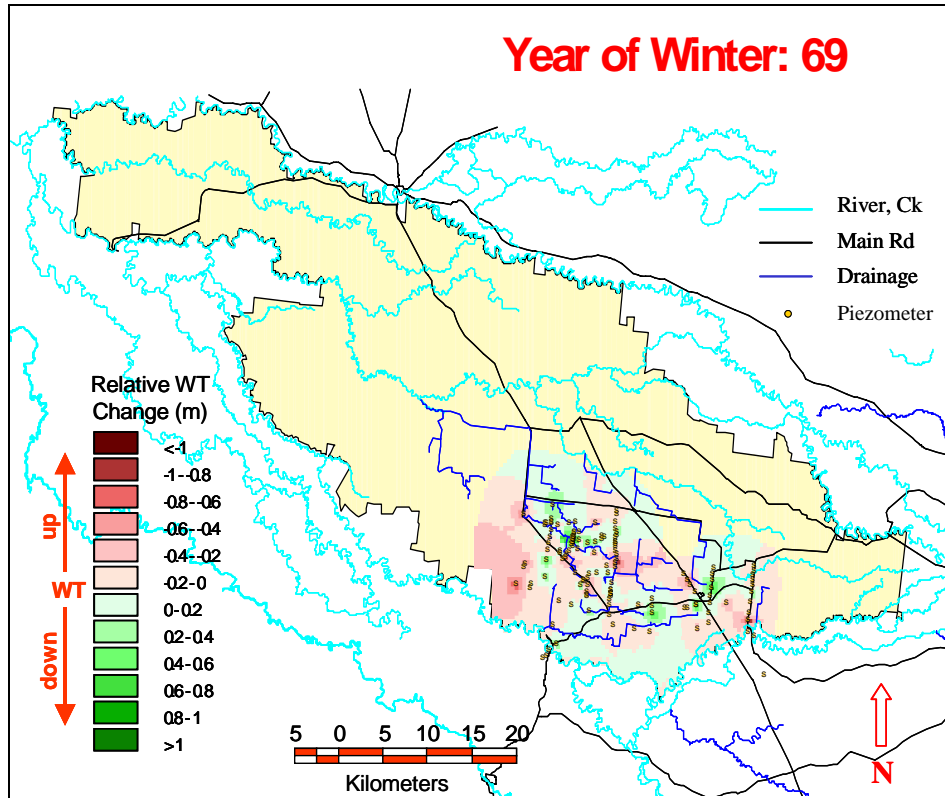 Year of Winter: 69
River, Ck
Main Rd
Drainage
Piezometer
Relative WT
Change (m)
<-1
-1--0.8
-0.8--0.6
-0.6--0.4
-0.4--0.2
-0.2-0
0-0.2
0.2-0.4
0.4-0.6
0.6-0.8
0.8-1
>1
up
WT
down
5 0 5 10 15 20
Kilometers
N